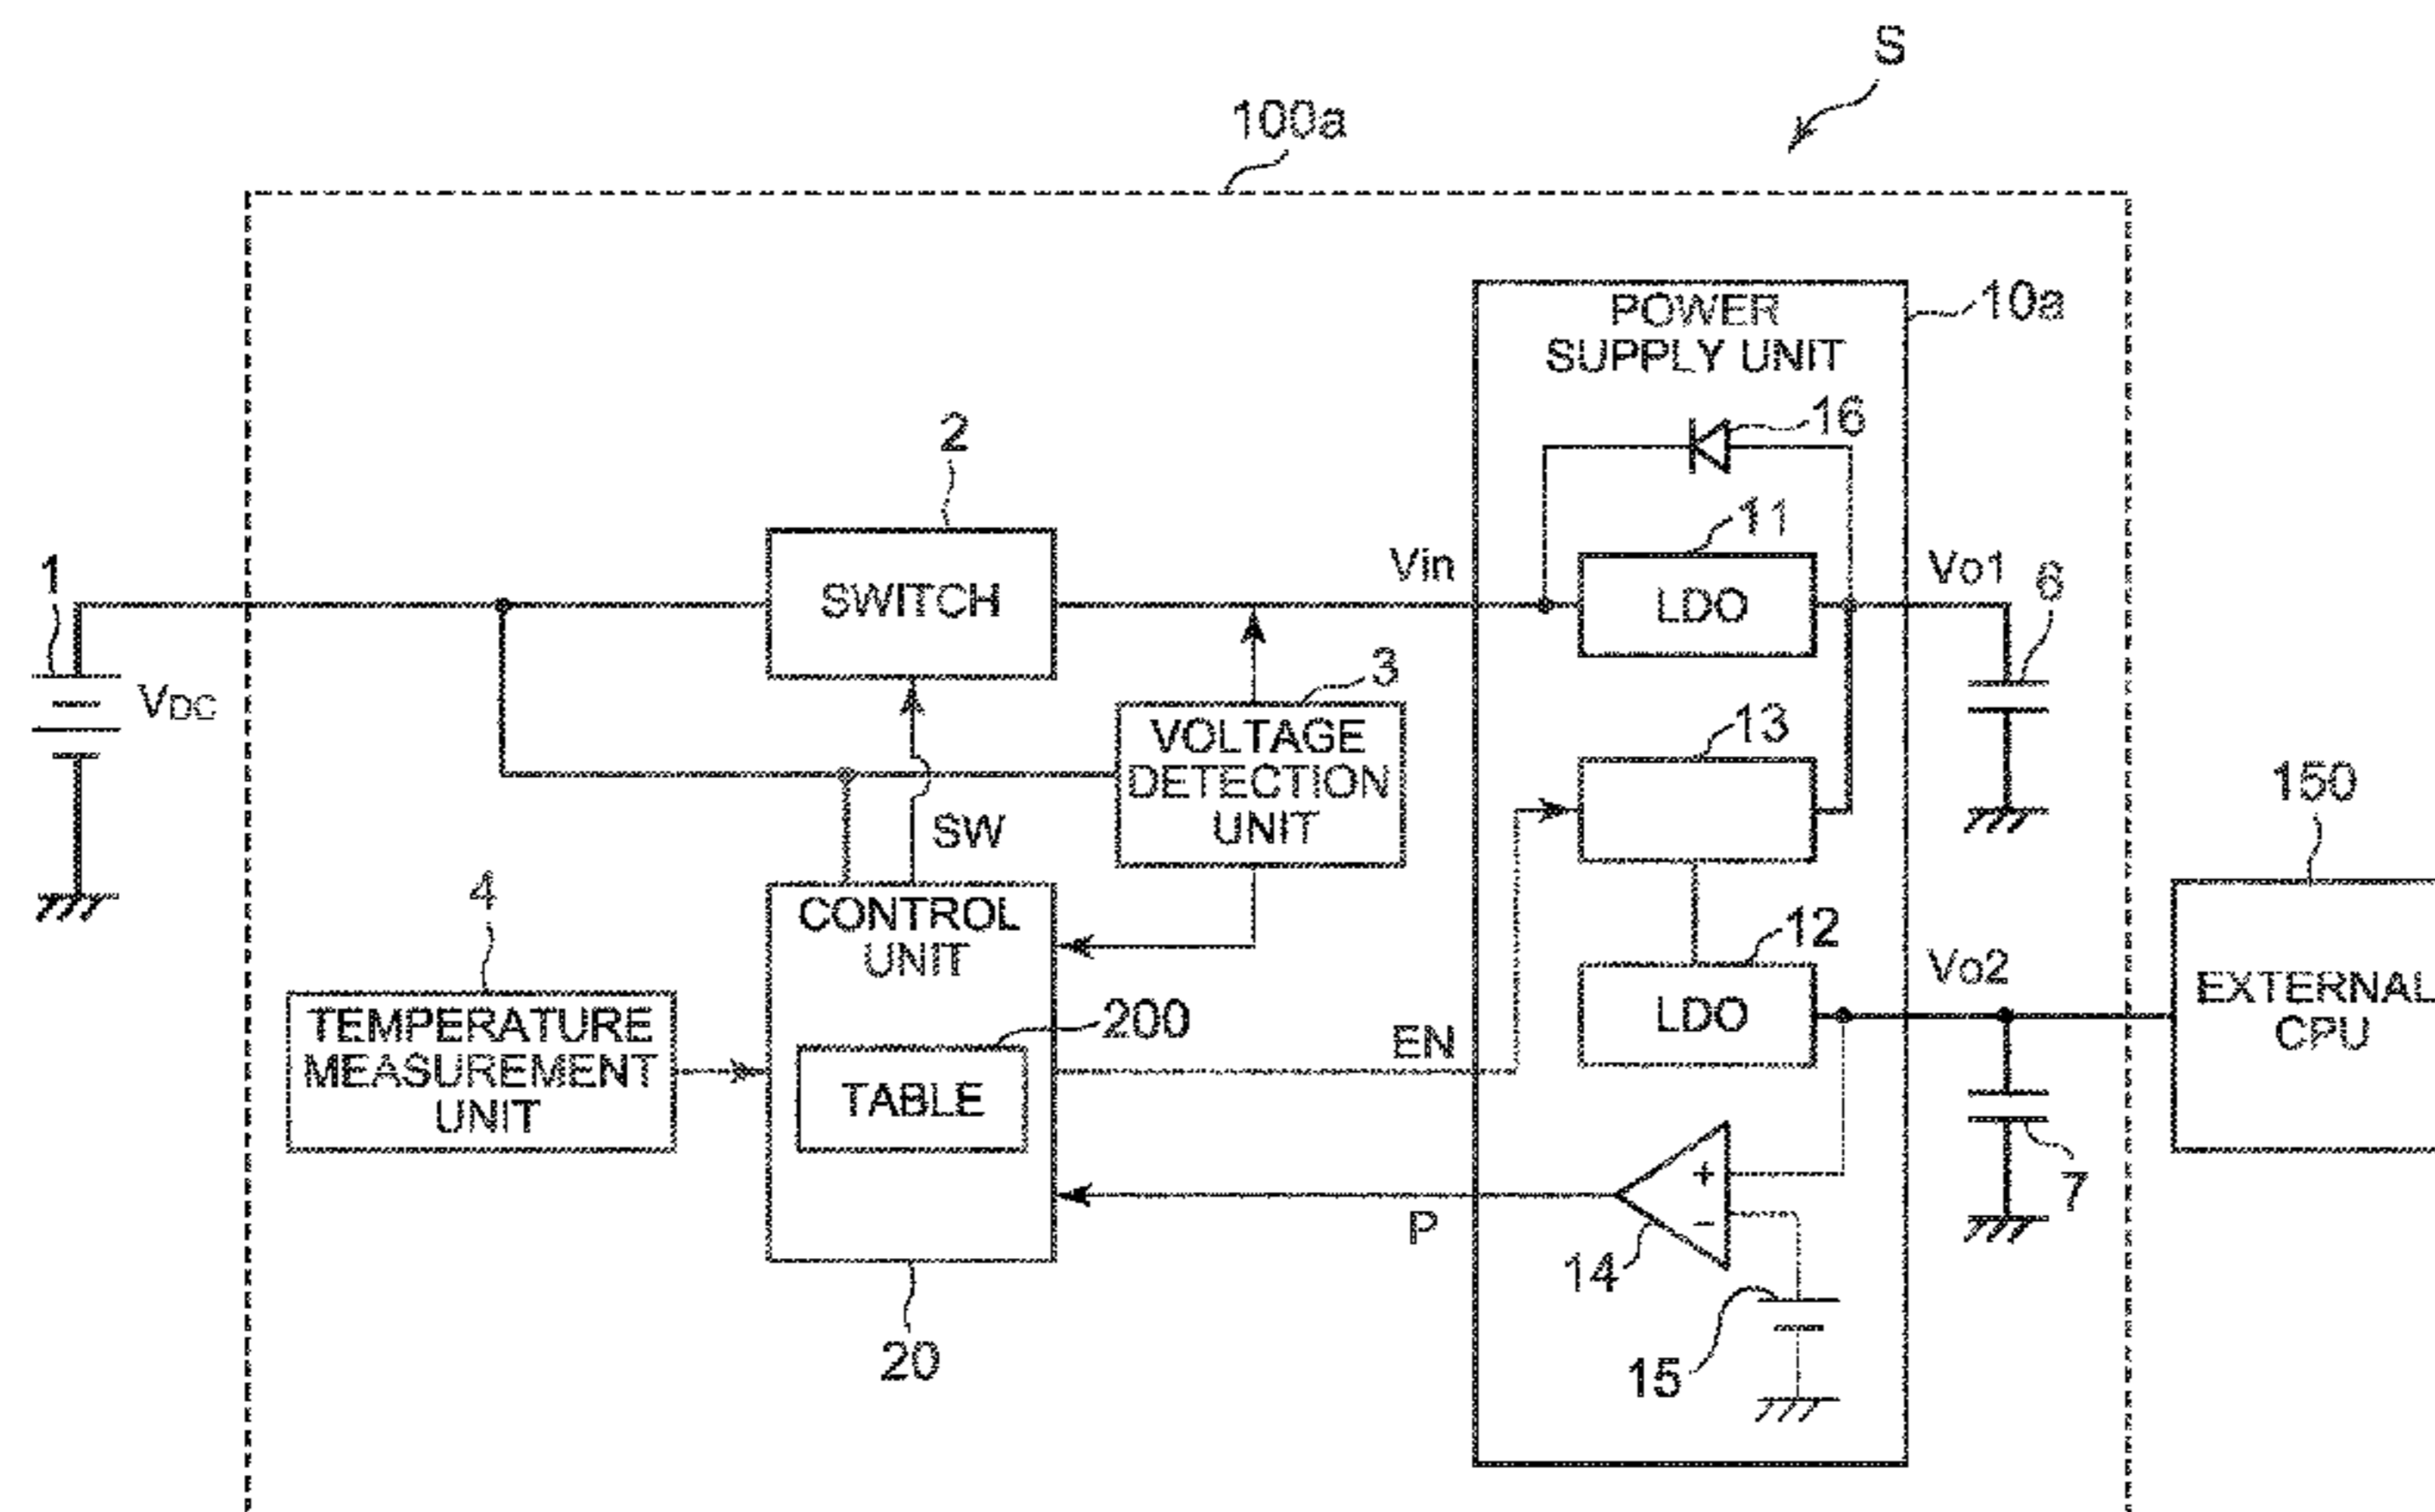 S
100a
POWER
SUPPLY UNIT
10a
16
2
11
1
SWITCH
Vin
LDO
Vo1
6
VDC
3
VOLTAGE
DETECTION
UNIT
13
150
SW
4
CONTROL
UNIT
12
Vo2
TEMPERATURE
MEASUREMENT
UNIT
200
TABLE
EN
LDO
EXTERNAL
CPU
+
−
P
14
7
15
20